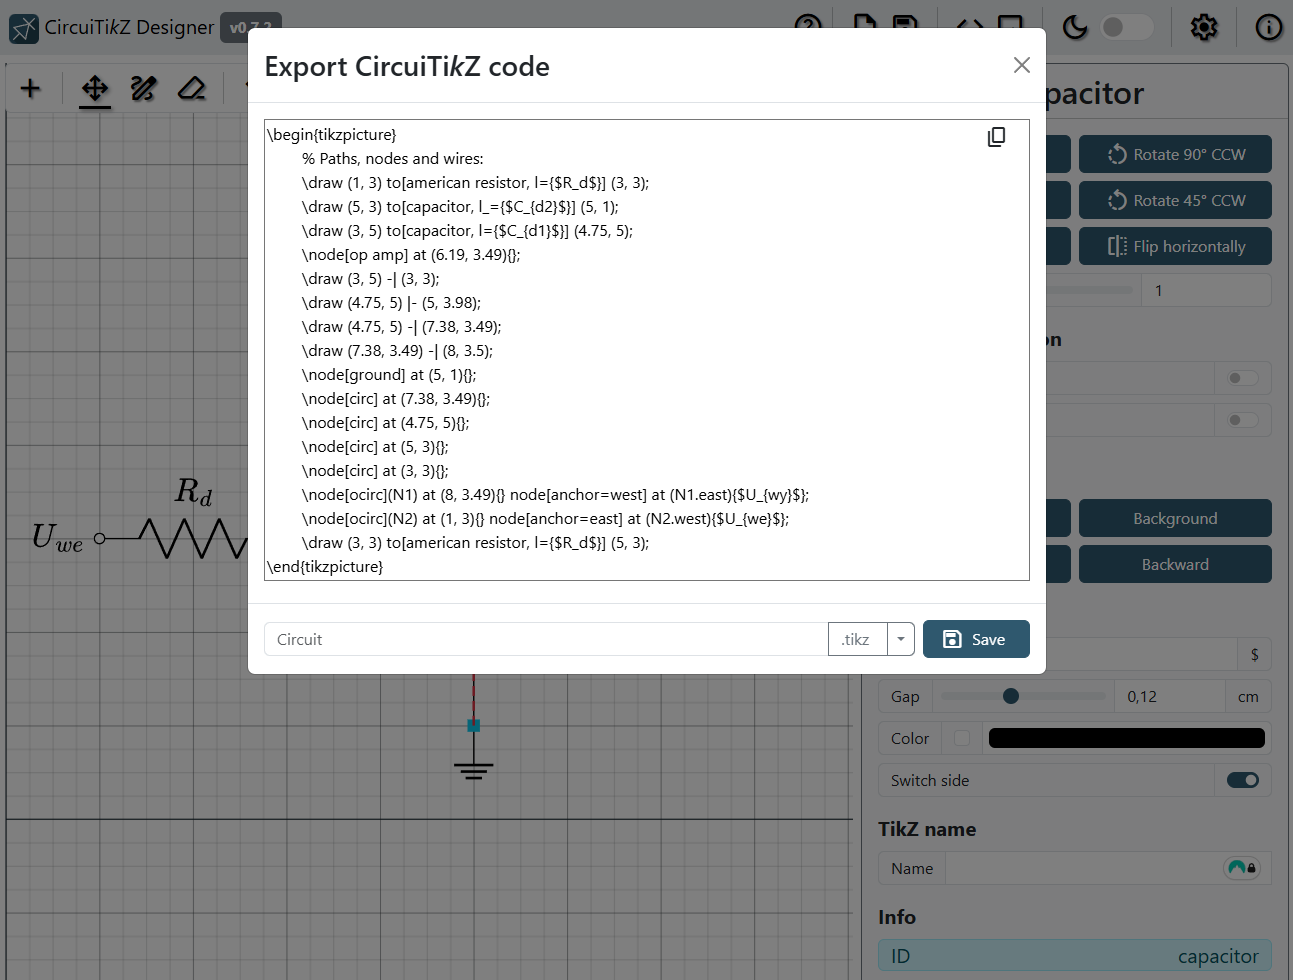 CircuiTikZ Designer v0.7.2
Export CircuiTikZ code
pacitor
\begin{tikzpicture}
% Paths, nodes and wires:
\draw (1, 3) to[american resistor, l={$R_d$}] (3, 3);
\draw (5, 3) to[capacitor, l_={$C_{d2}$}] (5, 1);
\draw (3, 5) to[capacitor, l={$C_{d1}$}] (4.75, 5);
\node[op amp] at (6.19, 3.49){};
\draw (3, 5) -| (3, 3);
\draw (4.75, 5) |- (5, 3.98);
\draw (4.75, 5) -| (7.38, 3.49);
\draw (7.38, 3.49) -| (8, 3.5);
\node[ground] at (5, 1){};
\node[circ] at (7.38, 3.49){};
\node[circ] at (4.75, 5){};
\node[circ] at (5, 3){};
\node[circ] at (3, 3){};
\node[ocirc](N1) at (8, 3.49){} node[anchor=west] at (N1.east){$U_{wy}$};
\node[ocirc](N2) at (1, 3){} node[anchor=east] at (N2.west){$U_{we}$};
\draw (3, 3) to[american resistor, l={$R_d$}] (5, 3);
\end{tikzpicture}
Circuit
.tikz
Save
R_d
U_we
Rotate 90° CCW
Rotate 45° CCW
Flip horizontally
1
on
Background
Backward
$
Gap 0,12 cm
Color
Switch side
TikZ name
Name
Info
ID capacitor